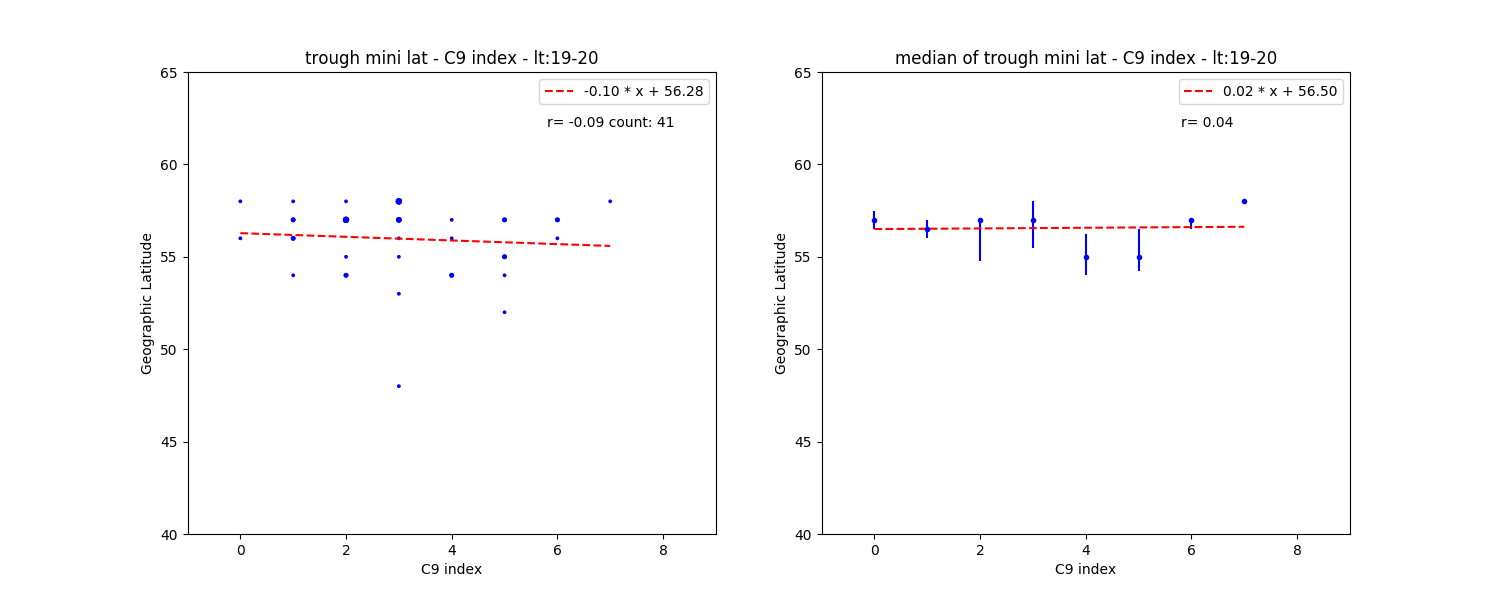 trough mini lat - C9 index - lt:19-20
65
60
55
50
45
40
Geographic Latitude
-0.10 * x + 56.28
r= -0.09 count: 41
0 2 4 6 8
C9 index
median of trough mini lat - C9 index - lt:19-20
65
60
55
50
45
40
Geographic Latitude
0.02 * x + 56.50
r= 0.04
0 2 4 6 8
C9 index